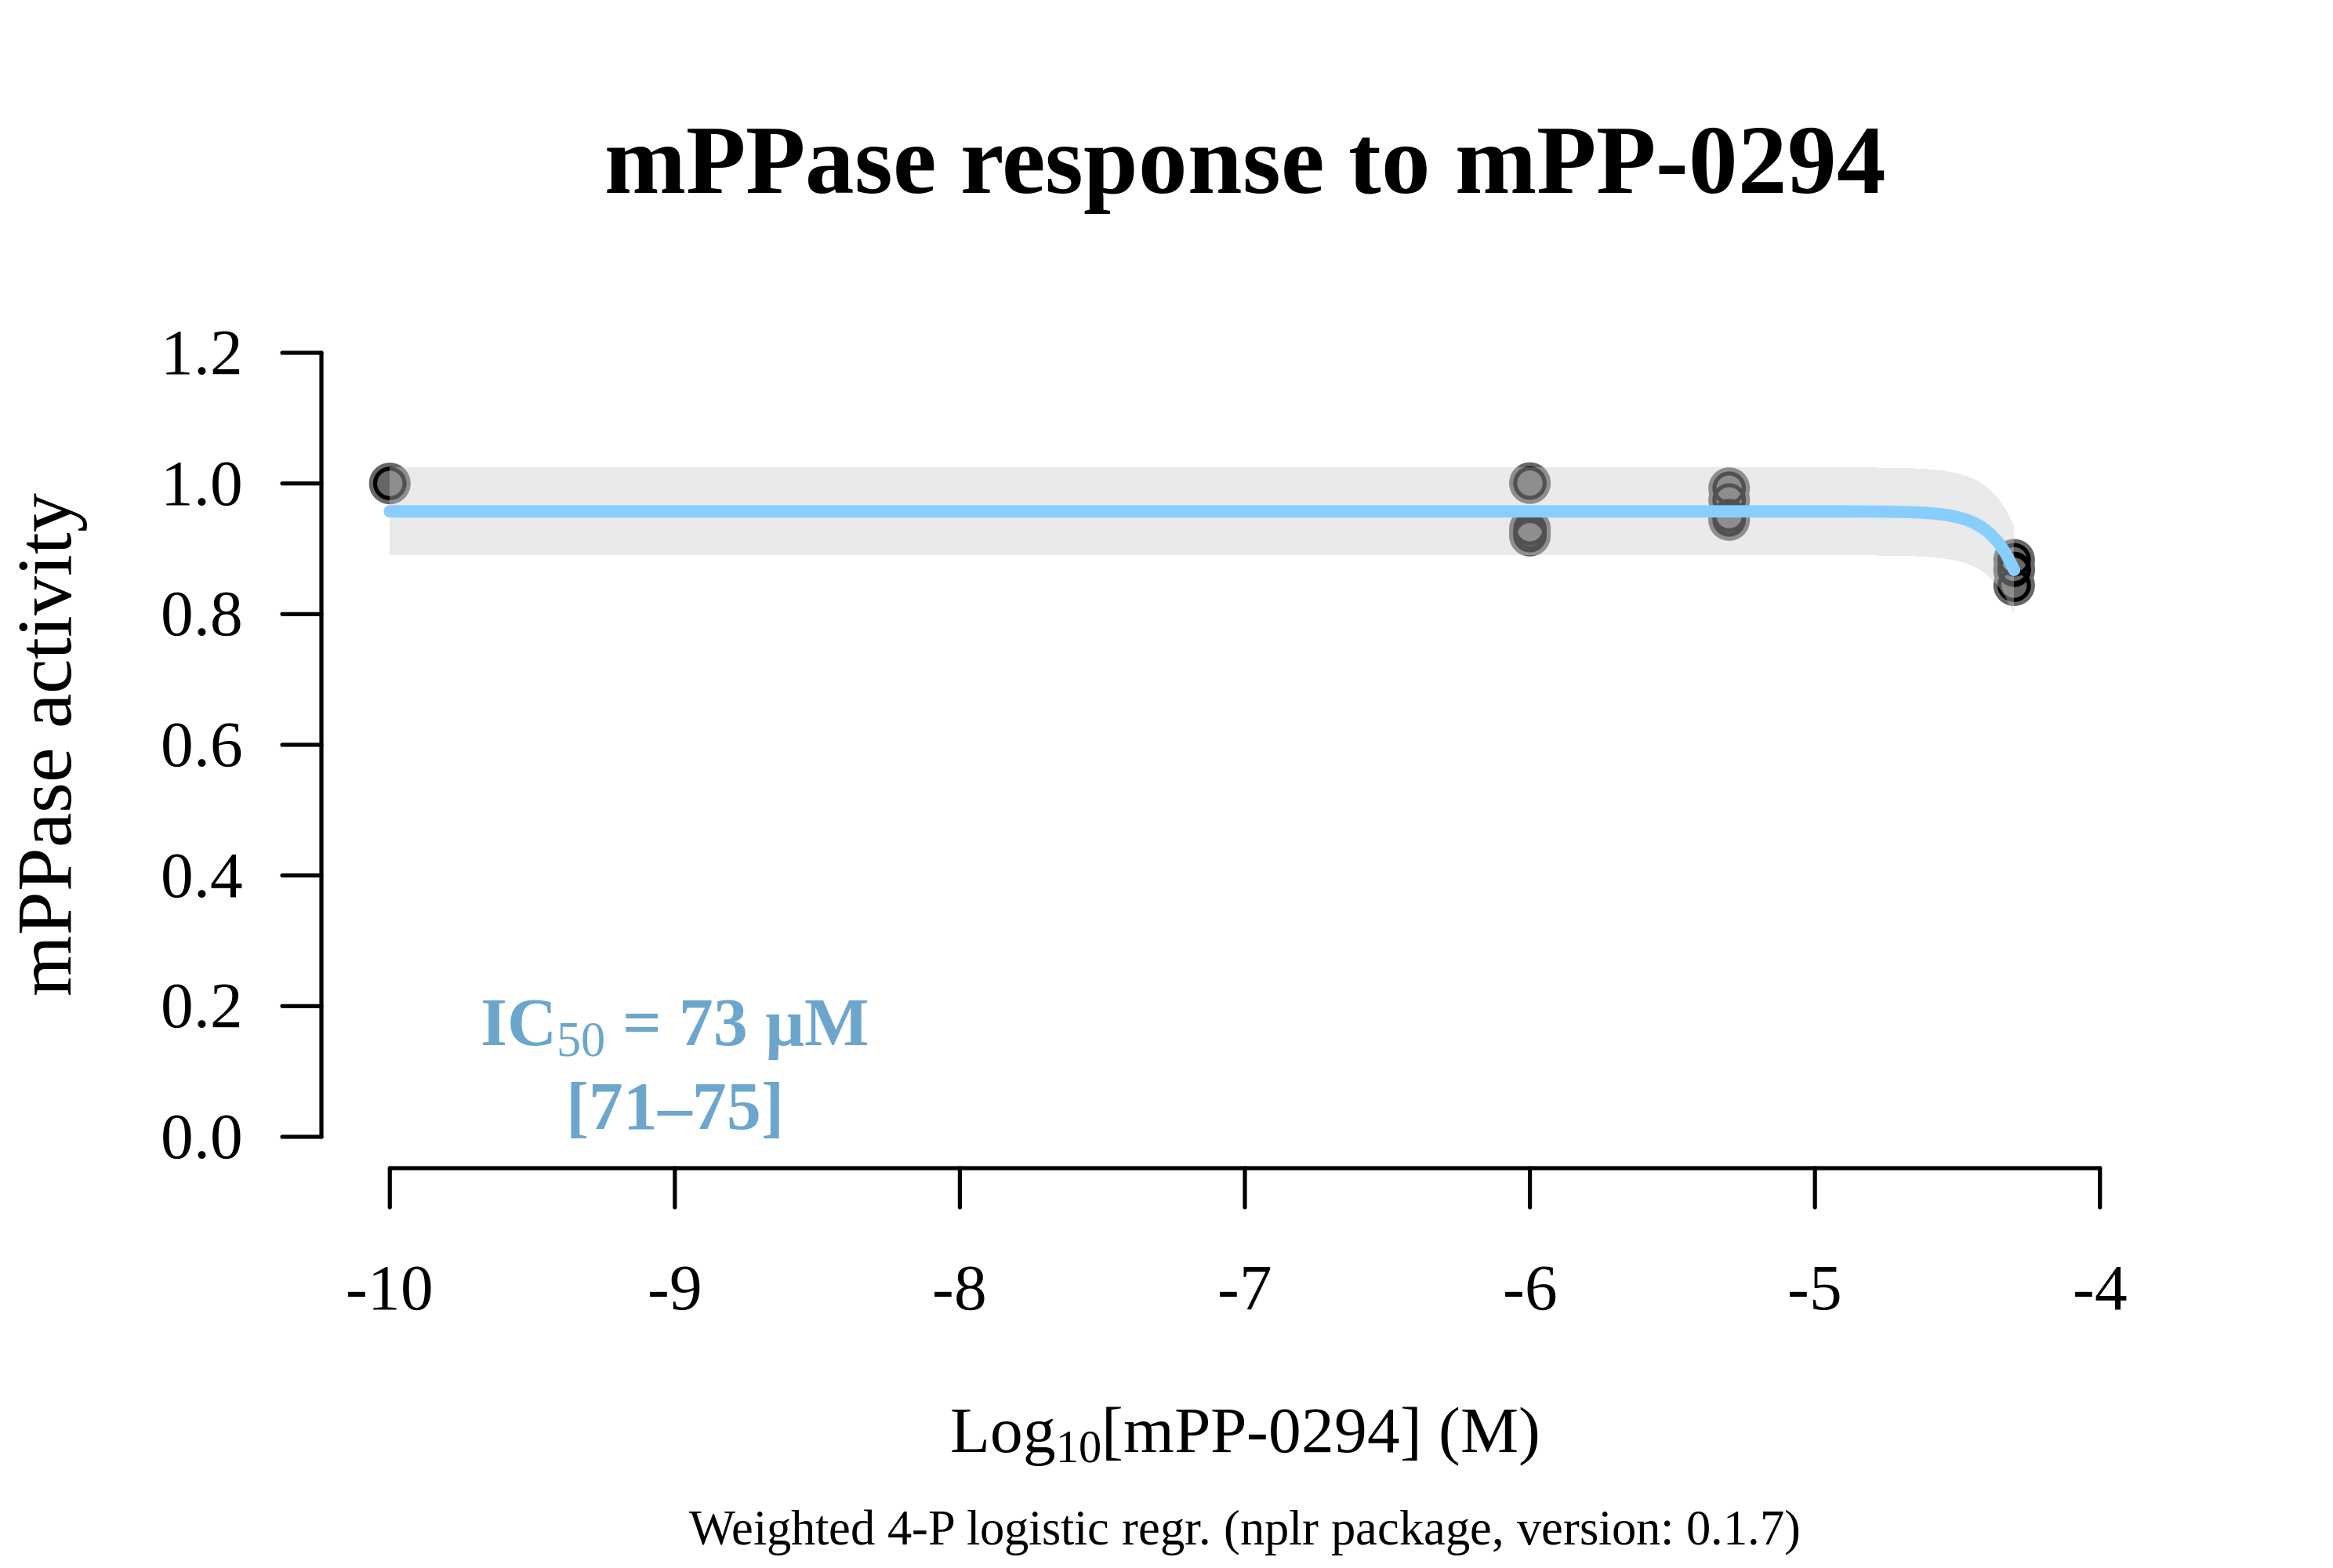 mPPase response to mPP-0294
mPPase activity
1.2
1.0
0.8
0.6
0.4
0.2
0.0
IC50 = 73 µM
[71–75]
-10 -9 -8 -7 -6 -5 -4
Log10[mPP-0294] (M)
Weighted 4-P logistic regr. (nplr package, version: 0.1.7)